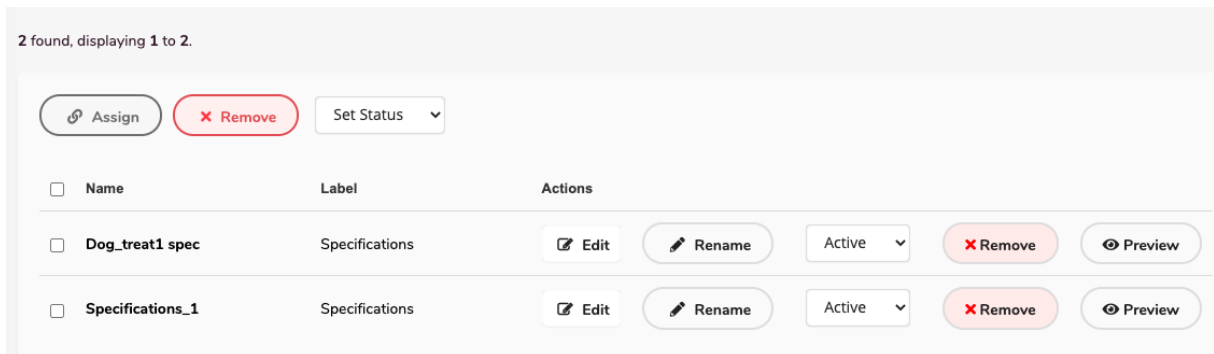 2 found, displaying 1 to 2.
Assign Remove Set Status
Name Label Actions
Dog_treat1 spec Specifications Edit Rename Active Remove Preview
Specifications_1 Specifications Edit Rename Active Remove Preview